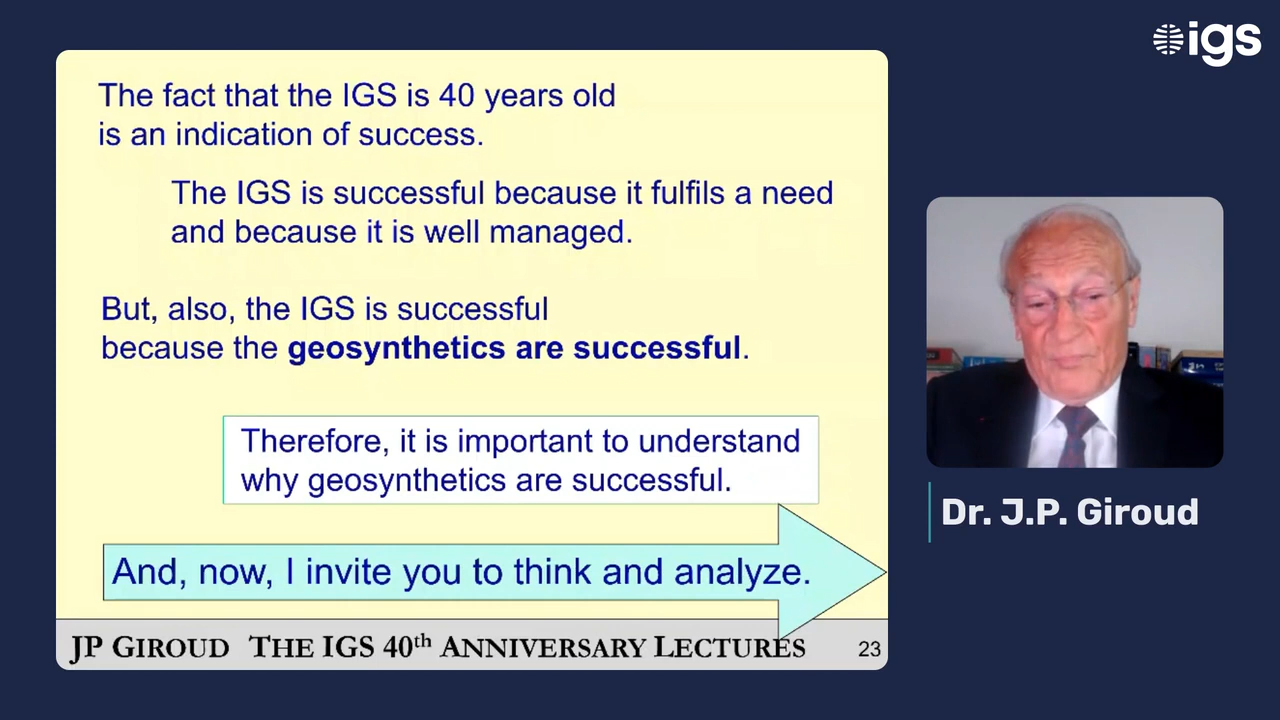 igs
The fact that the IGS is 40 years old
is an indication of success.
The IGS is successful because it fulfils a need
and because it is well managed.
But, also, the IGS is successful
because the geosynthetics are successful.
Therefore, it is important to understand
why geosynthetics are successful.
And, now, I invite you to think and analyze.
JP GIROUD THE IGS 40th ANNIVERSARY LECTURES 23
Dr. J.P. Giroud